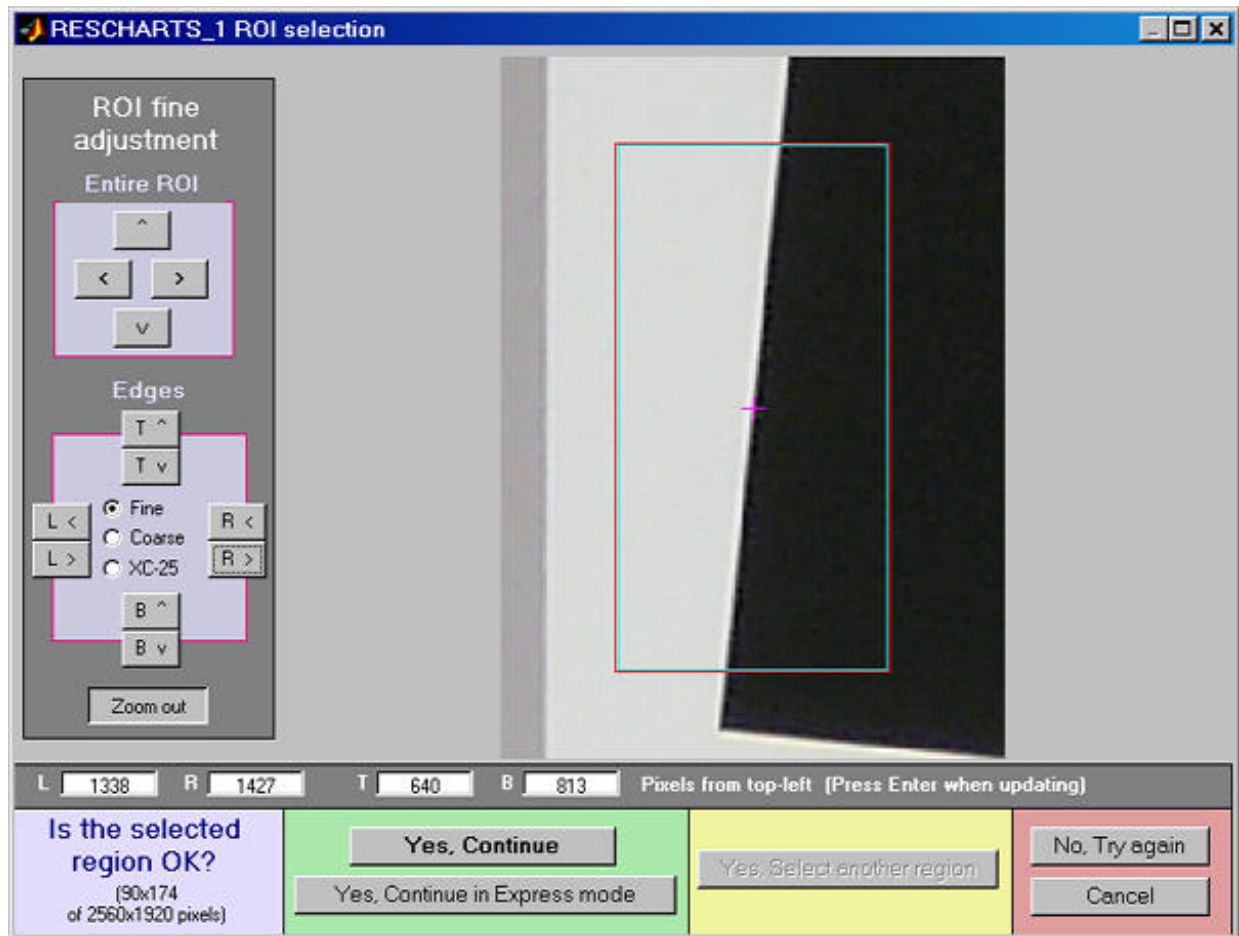 RESCHARTS_1 ROI selection
ROI fine
adjustment
Entire ROI
^
< >
v
Edges
T ^
T v
L <
L >
Fine
Coarse
XC-25
R <
R >
B ^
B v
Zoom out
L 1338 R 1427 T 640 B 813 Pixels from top-left (Press Enter when updating)
Is the selected
region OK?
(90x174
of 2560x1920 pixels)
Yes, Continue
Yes, Continue in Express mode
Yes, Select another region
No, Try again
Cancel